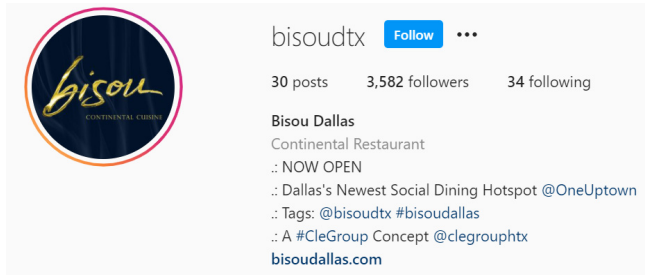 bisou
CONTINENTAL CUISINE
bisoudtx Follow •••
30 posts 3,582 followers 34 following
Bisou Dallas
Continental Restaurant
.: NOW OPEN
.: Dallas's Newest Social Dining Hotspot @OneUptown
.: Tags: @bisoudtx #bisoudallas
.: A #CleGroup Concept @clegrouphtx
bisoudallas.com